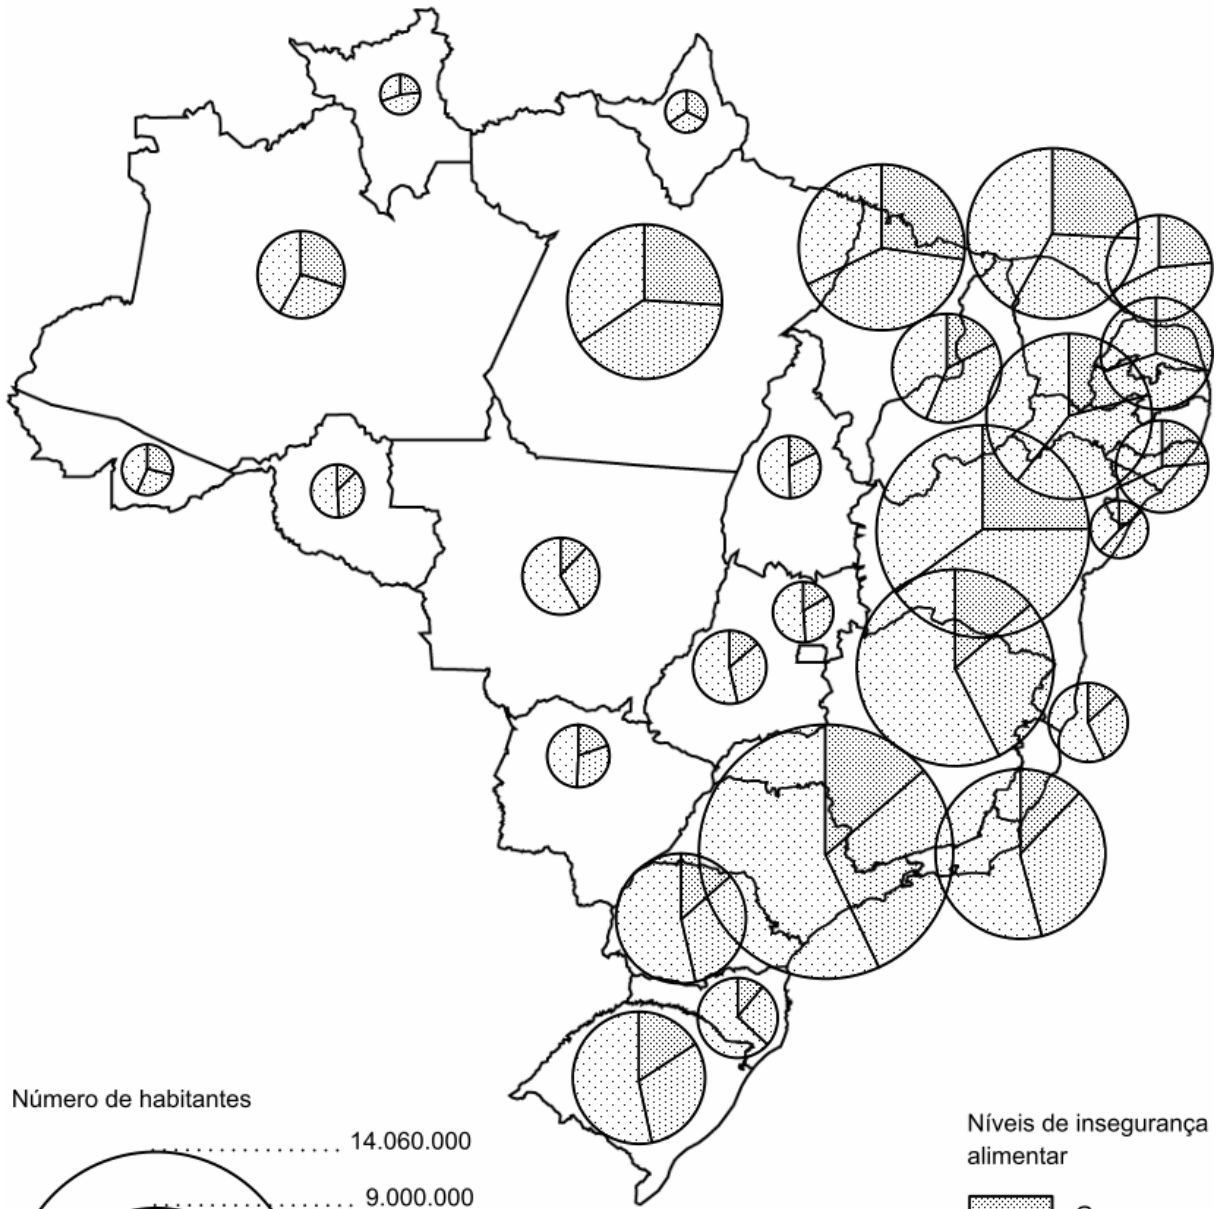 Número de habitantes
14.060.000
9.000.000
Níveis de insegurança
alimentar